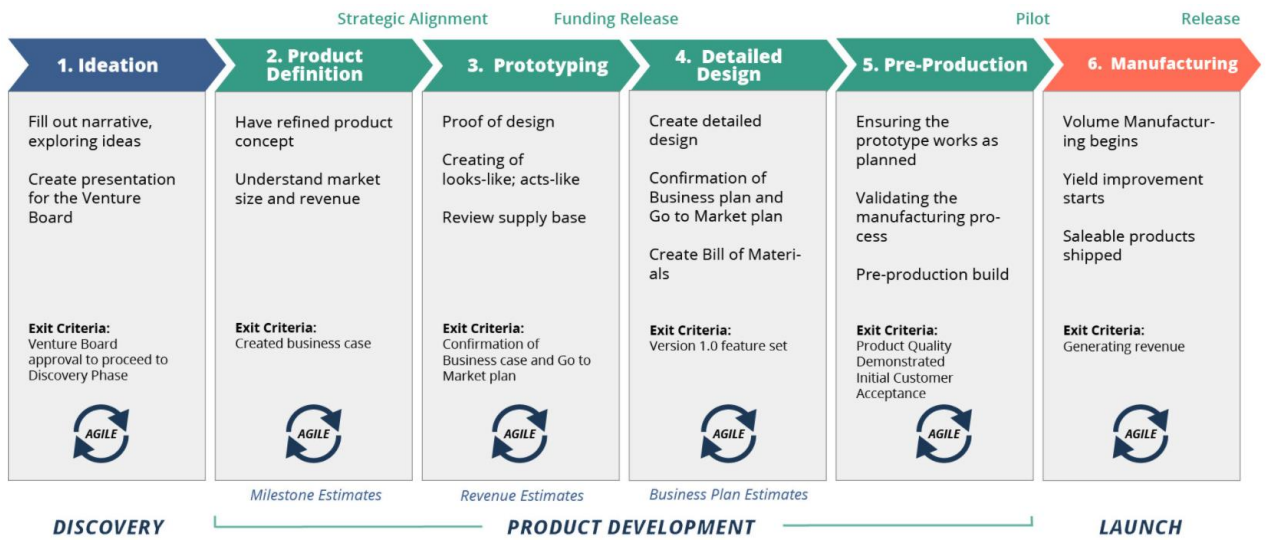 Strategic Alignment
Funding Release
Pilot
Release
1. Ideation
2. Product
Definition
3. Prototyping
4. Detailed
Design
5. Pre-Production
6. Manufacturing
Fill out narrative,
exploring ideas
Create presentation
for the Venture
Board
Exit Criteria:
Venture Board
approval to proceed to
Discovery Phase
AGILE
Have refined product
concept
Understand market
size and revenue
Exit Criteria:
Created business case
AGILE
Proof of design
Creating of
looks-like; acts-like
Review supply base
Exit Criteria:
Confirmation of
Business case and Go to
Market plan
AGILE
Create detailed
design
Confirmation of
Business plan and
Go to Market plan
Create Bill of Materi-
als
Exit Criteria:
Version 1.0 feature set
AGILE
Ensuring the
prototype works as
planned
Validating the
manufacturing pro-
cess
Pre-production build
Exit Criteria:
Product Quality
Demonstrated
Initial Customer
Acceptance
AGILE
Volume Manufactur-
ing begins
Yield improvement
starts
Saleable products
shipped
Exit Criteria:
Generating revenue
AGILE
Milestone Estimates
Revenue Estimates
Business Plan Estimates
DISCOVERY
PRODUCT DEVELOPMENT
LAUNCH